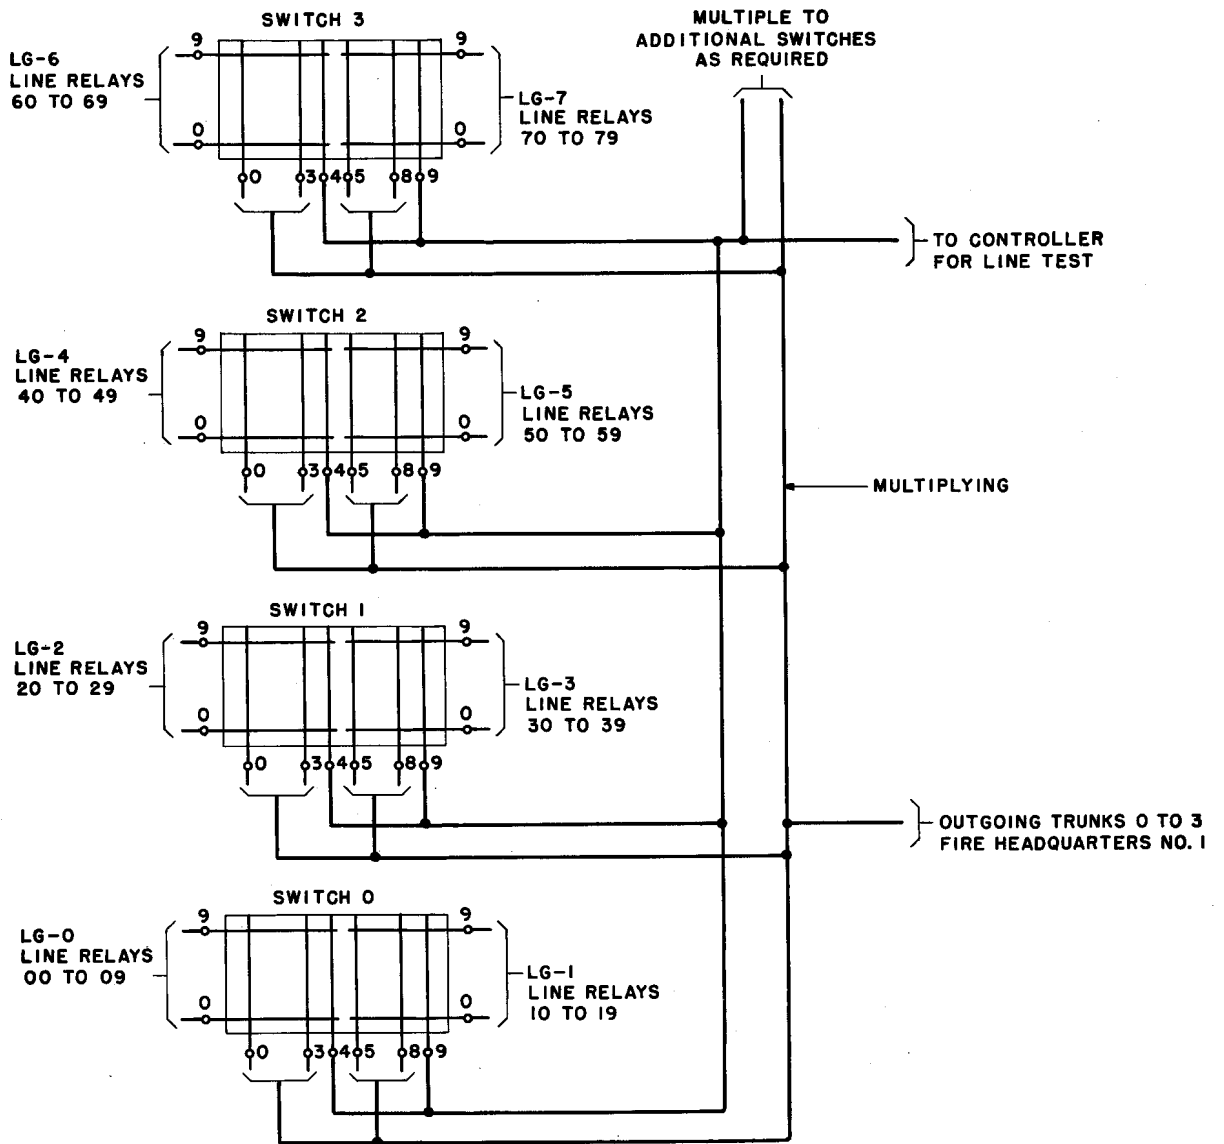 SWITCH 3
MULTIPLE TO
ADDITIONAL SWITCHES
AS REQUIRED
9
9
LG-6
LINE RELAYS
60 TO 69
LG-7
LINE RELAYS
70 TO 79
0
0
0 3 4 5 8 9
TO CONTROLLER
FOR LINE TEST
SWITCH 2
9
9
LG-4
LINE RELAYS
40 TO 49
LG-5
LINE RELAYS
50 TO 59
0
0
0 3 4 5 8 9
MULTIPLYING
SWITCH 1
9
9
LG-2
LINE RELAYS
20 TO 29
LG-3
LINE RELAYS
30 TO 39
0
0
0 3 4 5 8 9
OUTGOING TRUNKS 0 TO 3
FIRE HEADQUARTERS NO. 1
SWITCH 0
9
9
LG-0
LINE RELAYS
00 TO 09
LG-1
LINE RELAYS
10 TO 19
0
0
0 3 4 5 8 9